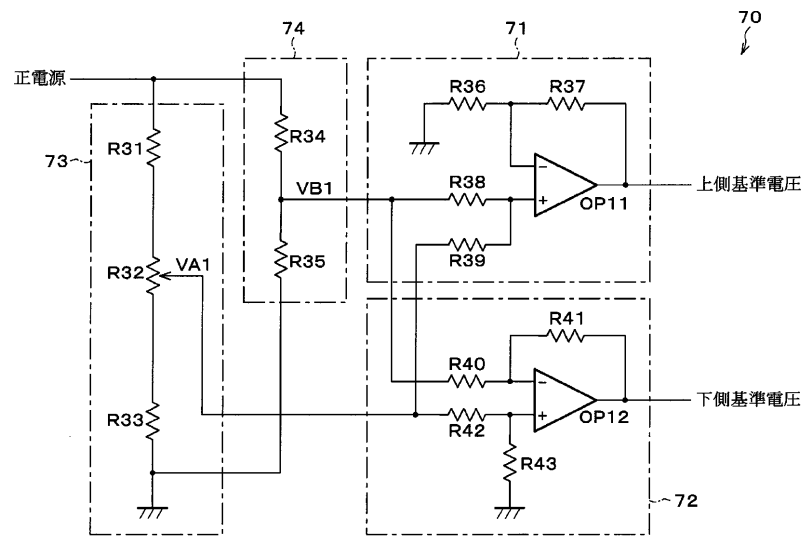 70
74
71
正電源
R36
R37
R34
R31
73
－
上側基準電圧
VB1
R38
＋
OP11
R39
R35
VA1
R32
R41
R40
－
下側基準電圧
R33
R42
＋
OP12
R43
72